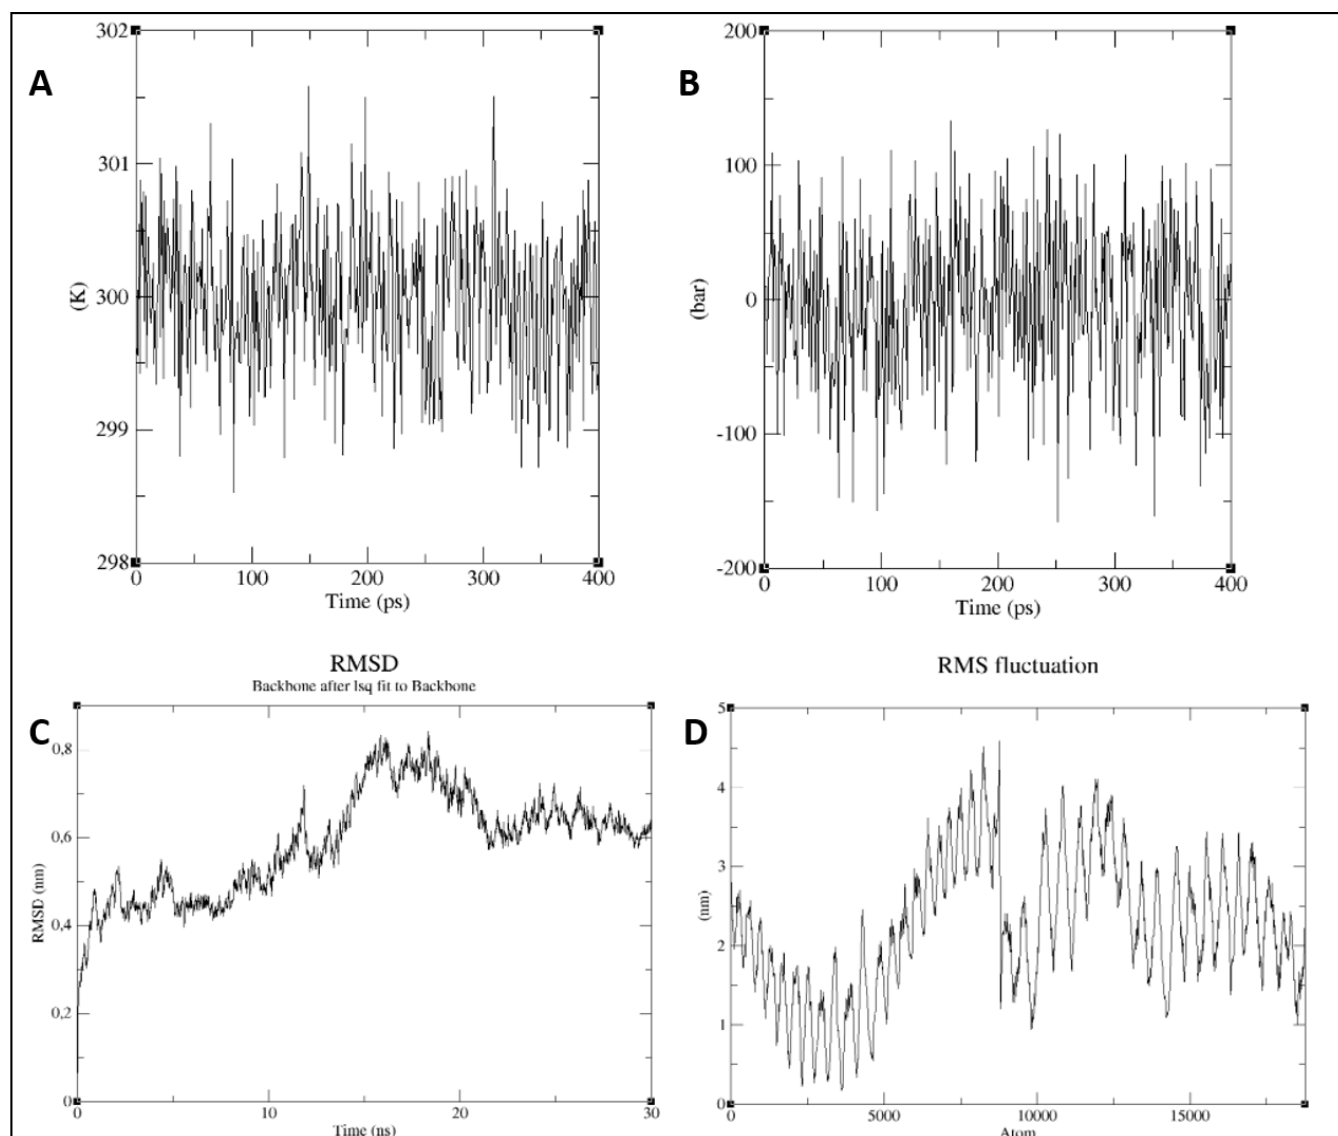 A
302
301
300
299
298
(K)
0
100
200
300
400
Time (ps)
B
200
100
0
-100
-200
(bar)
0
100
200
300
400
Time (ps)
RMSD
Backbone after lsq fit to Backbone
C
0,8
0,6
0,4
0,2
0
RMSD (nm)
0
10
20
30
Time (ns)
RMS fluctuation
D
5
4
3
2
1
0
(nm)
0
5000
10000
15000
Atom